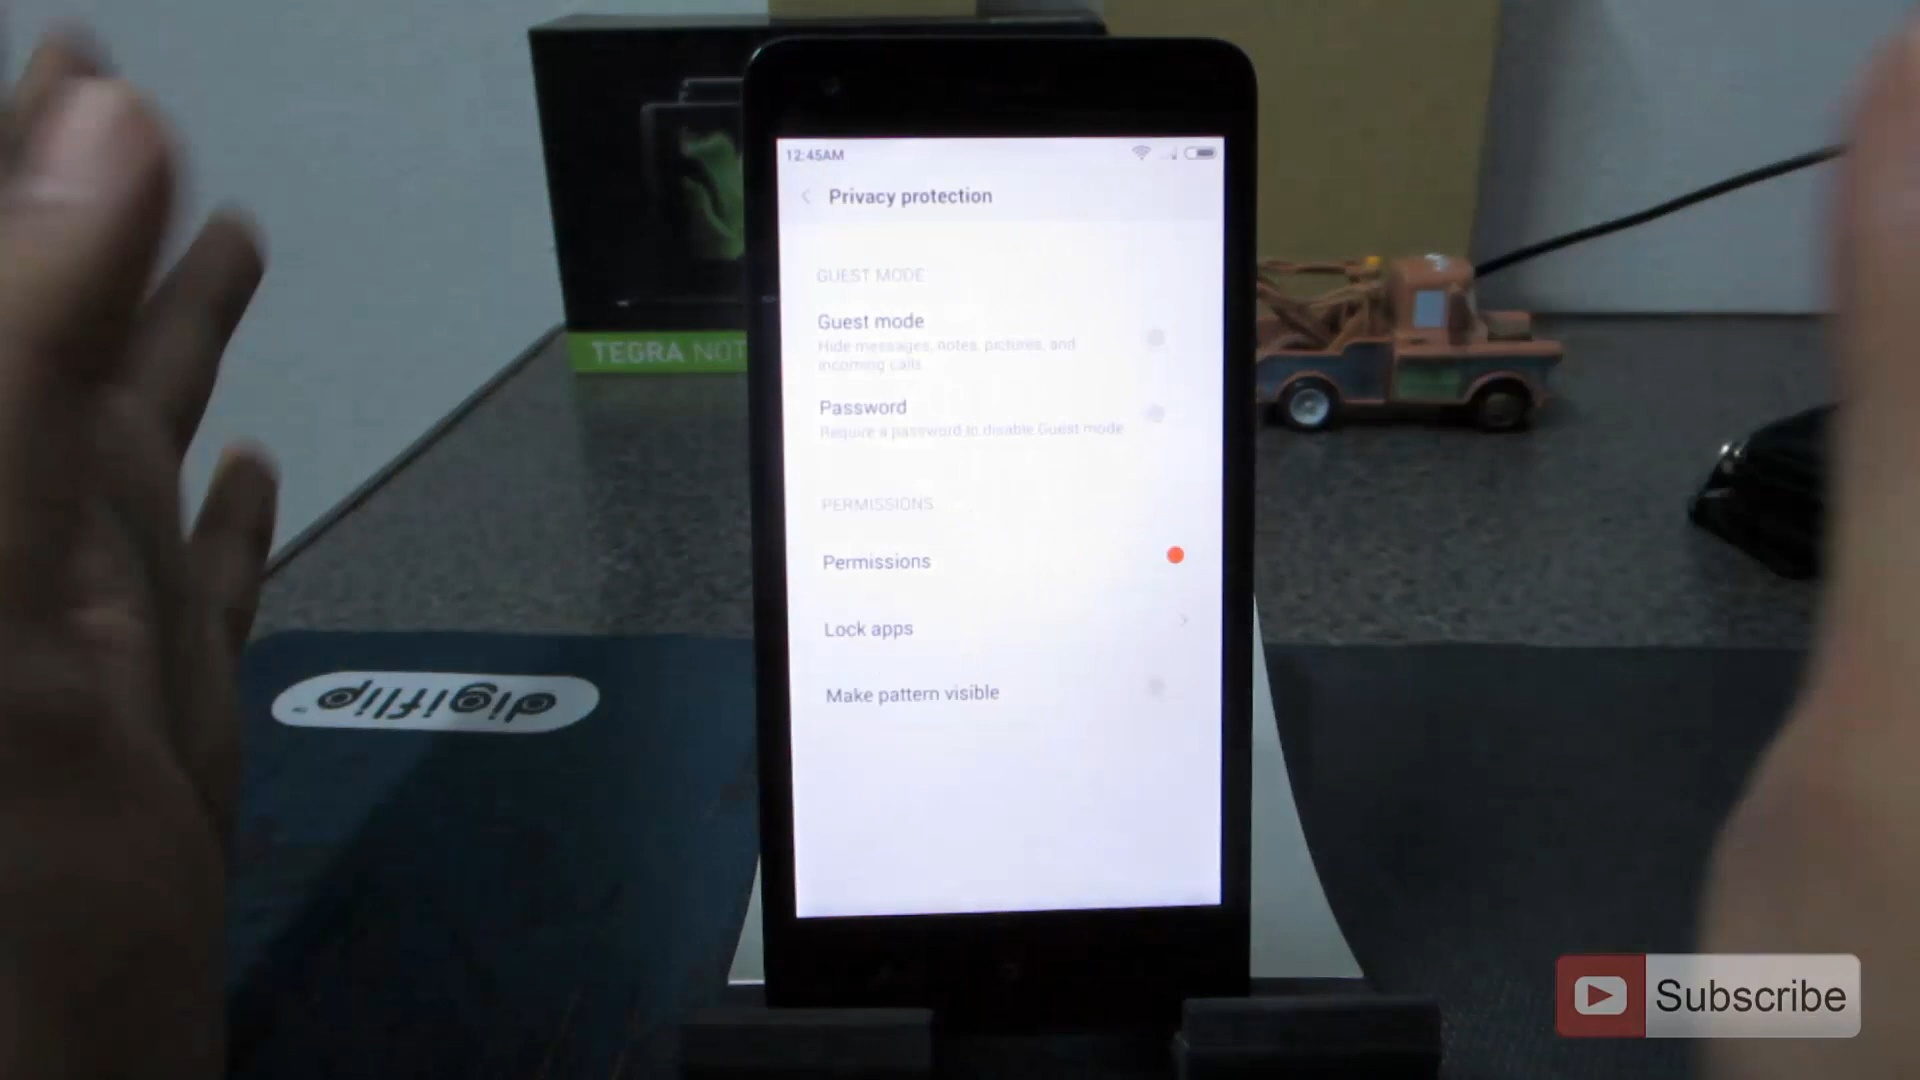 12:45AM
Privacy protection
GUEST MODE
Guest mode
Hide messages, notes, pictures, and
incoming calls
Password
Require a password to disable Guest mode
PERMISSIONS
Permissions
Lock apps
Make pattern visible
TEGRA NOT
digiflip™
Subscribe